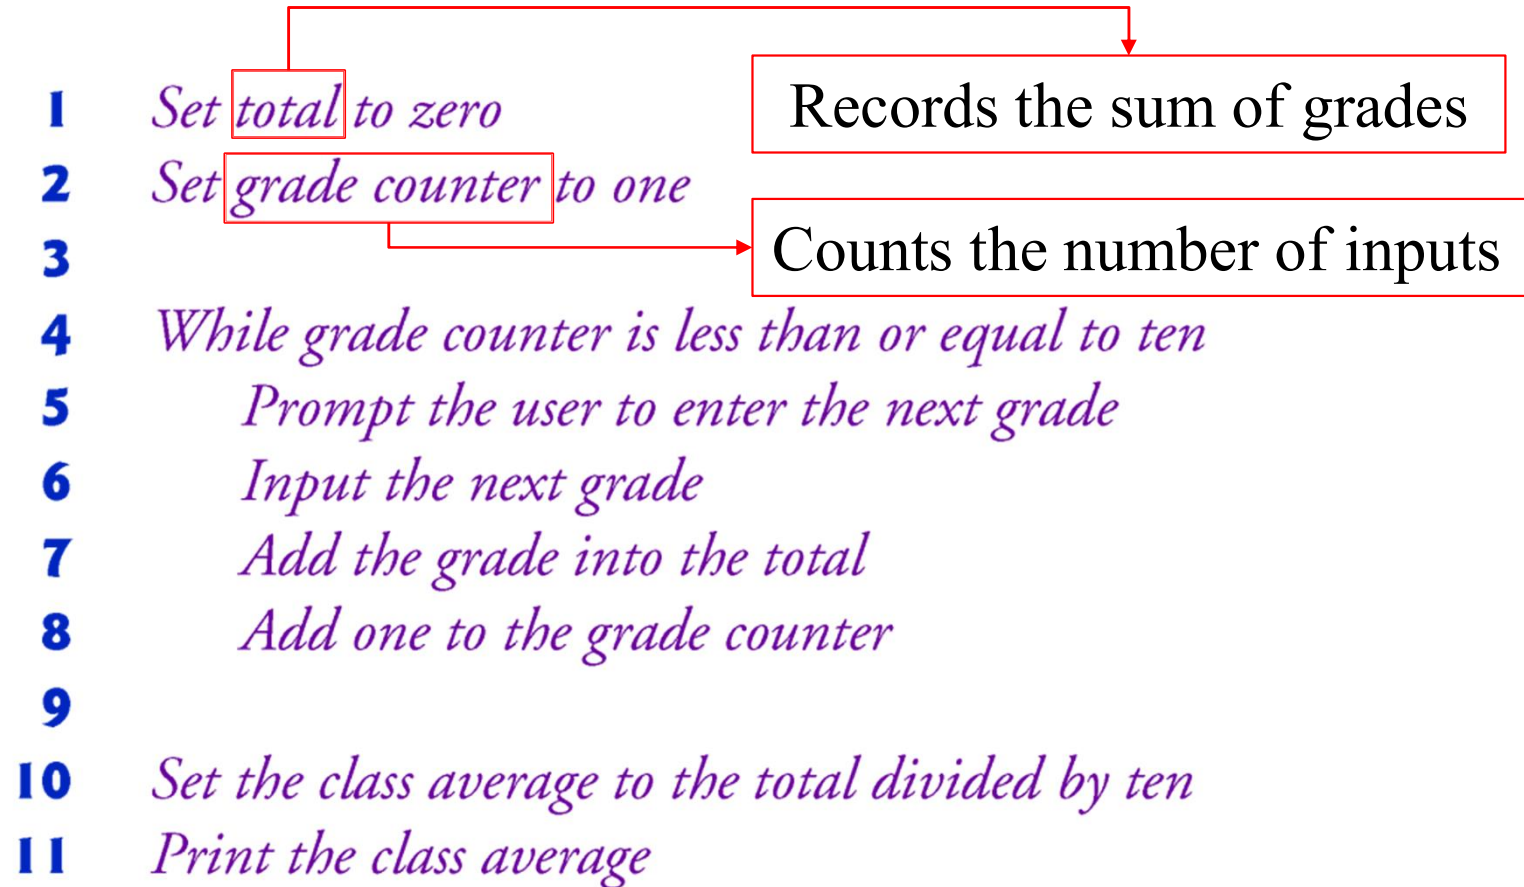 1 Set total to zero
Records the sum of grades
2 Set grade counter to one
3
Counts the number of inputs
4 While grade counter is less than or equal to ten
5 Prompt the user to enter the next grade
6 Input the next grade
7 Add the grade into the total
8 Add one to the grade counter
9
10 Set the class average to the total divided by ten
11 Print the class average